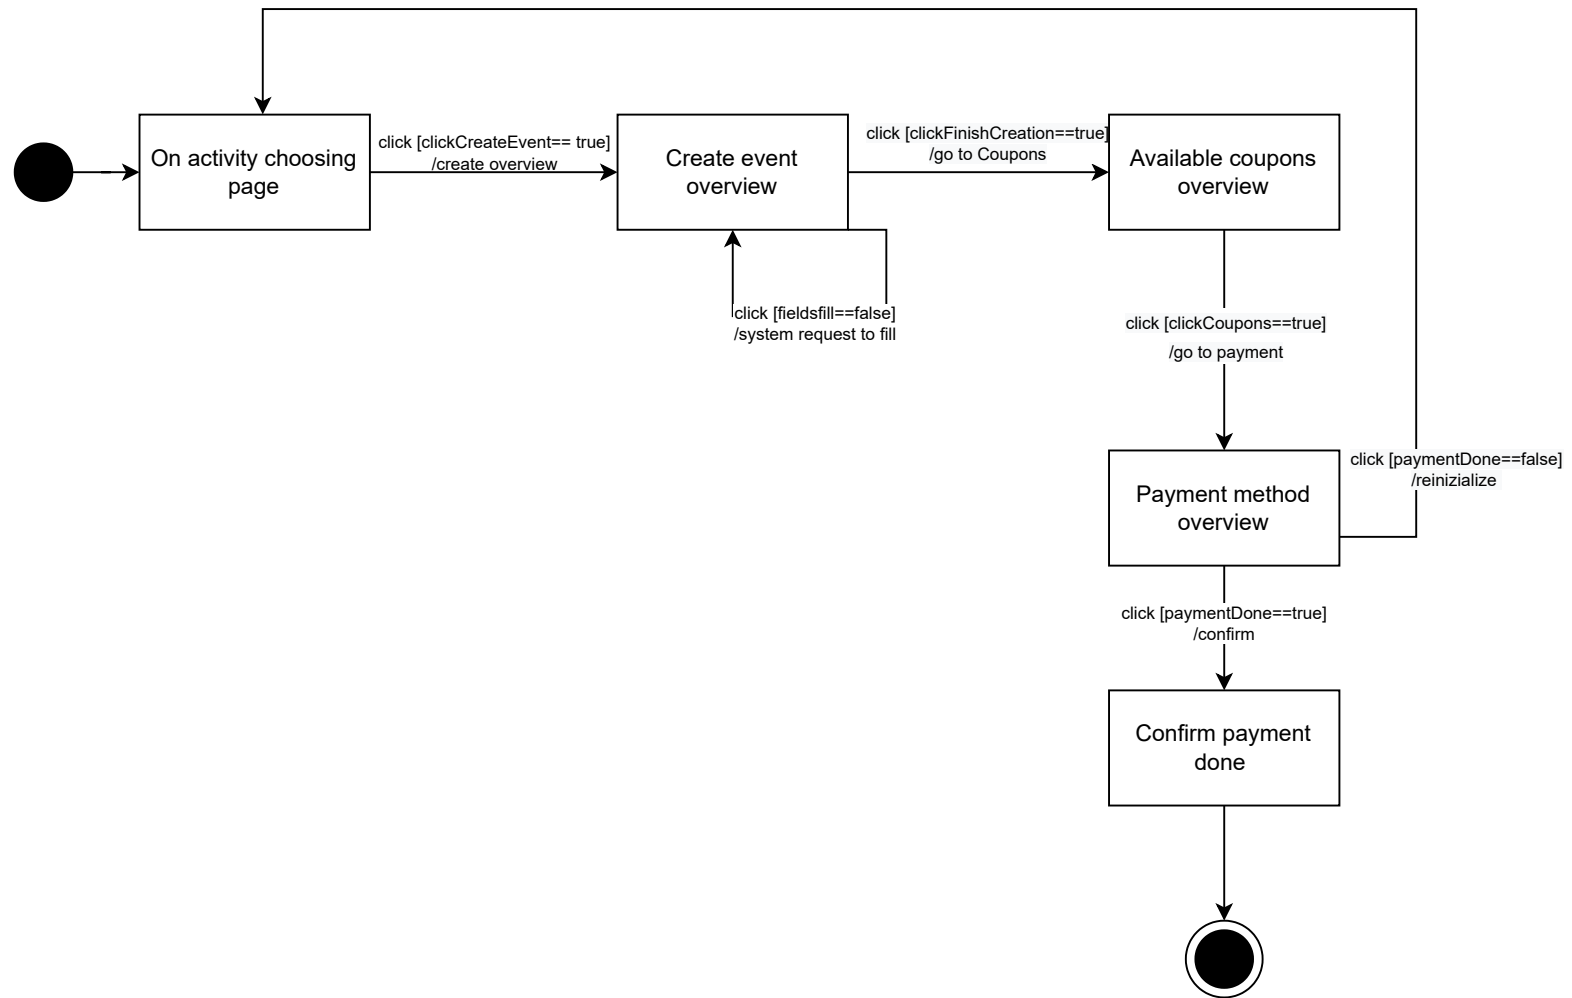 On activity choosing
page
click [clickCreateEvent== true]
/create overview
Create event
overview
click [clickFinishCreation==true]
/go to Coupons
Available coupons
overview
click [fieldsfill==false]
/system request to fill
click [clickCoupons==true]
/go to payment
Payment method
overview
click [paymentDone==false]
/reinizialize
click [paymentDone==true]
/confirm
Confirm payment
done